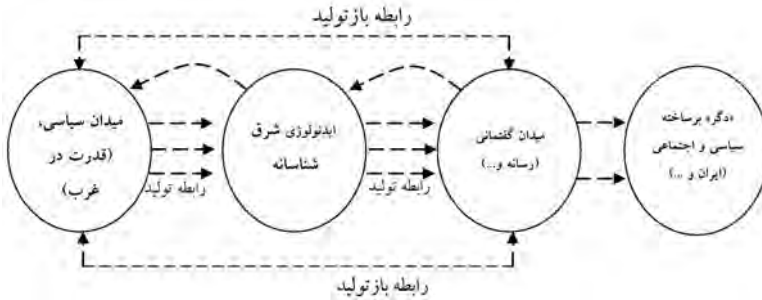 رابطه بازتولید
میدان سیاسی،
(قدرت در
غرب)
رابطه تولید
ایدئولوژی شرق
شناسانه
رابطه تولید
میدان گفتمانی
(رسانه و...)
«دگر» برساخته
سیاسی و اجتماعی
(ایران و ...)
رابطه بازتولید